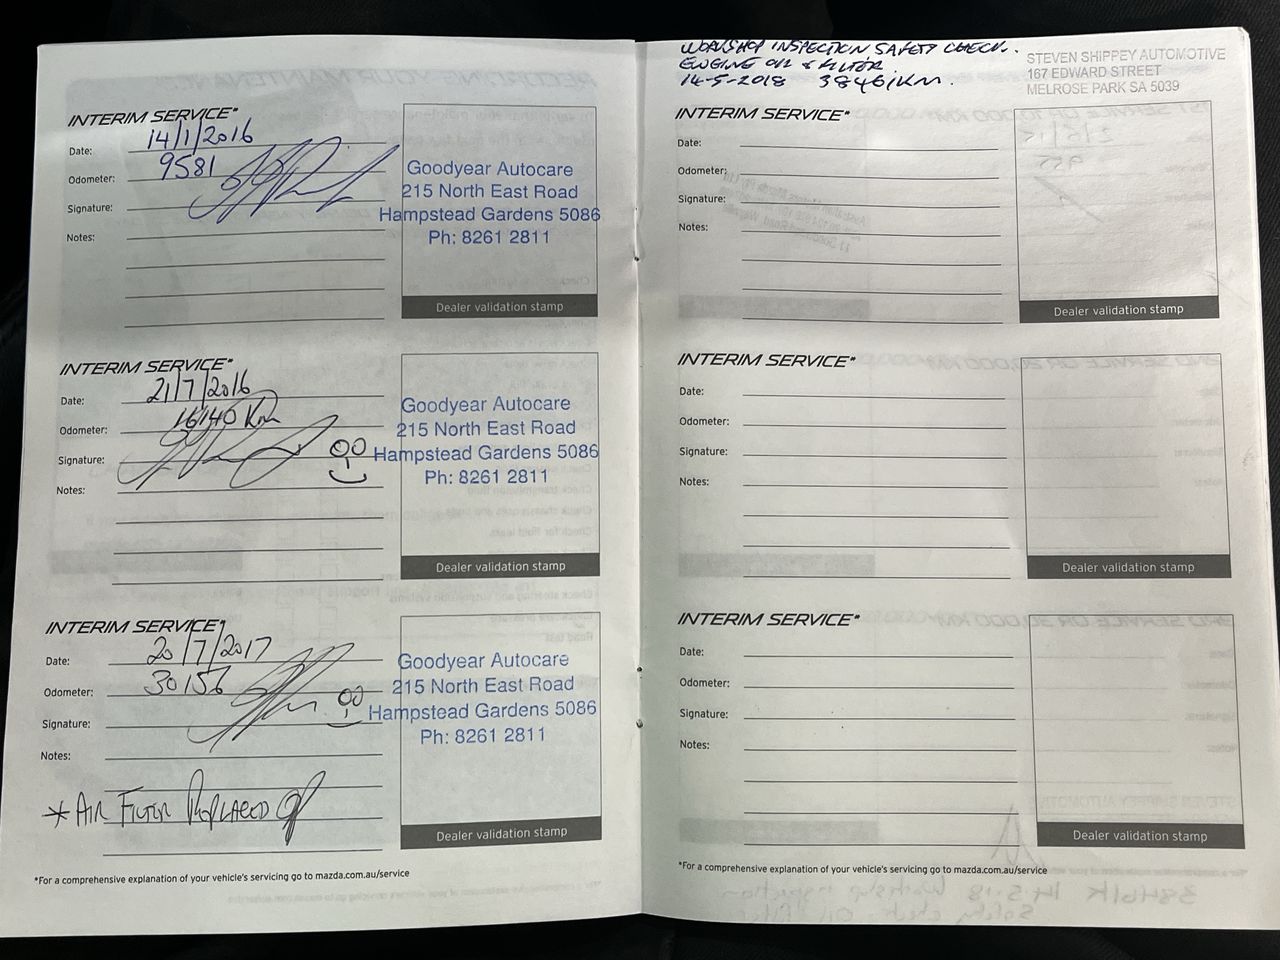 INTERIM SERVICE*
Date: 14/1/2016
Odometer: 9581
Signature:
Notes:
Goodyear Autocare
215 North East Road
Hampstead Gardens 5086
Ph: 8261 2811
Dealer validation stamp
INTERIM SERVICE*
Date: 21/7/2016
Odometer: 16140 Km
Signature:
Notes:
Goodyear Autocare
215 North East Road
Hampstead Gardens 5086
Ph: 8261 2811
Dealer validation stamp
INTERIM SERVICE*
Date: 20/7/2017
Odometer: 30156
Signature:
Notes:
* AIR FILTER REPLACED
Goodyear Autocare
215 North East Road
Hampstead Gardens 5086
Ph: 8261 2811
Dealer validation stamp
*For a comprehensive explanation of your vehicle's servicing go to mazda.com.au/service
WORKSHOP INSPECTION SAFETY CHECK.
ENGINE OIL & FILTER.
14-5-2018 38461KM.
STEVEN SHIPPEY AUTOMOTIVE
167 EDWARD STREET
MELROSE PARK SA 5039
INTERIM SERVICE*
Date:
Odometer:
Signature:
Notes:
Dealer validation stamp
INTERIM SERVICE*
Date:
Odometer:
Signature:
Notes:
Dealer validation stamp
INTERIM SERVICE*
Date:
Odometer:
Signature:
Notes:
Dealer validation stamp
*For a comprehensive explanation of your vehicle's servicing go to mazda.com.au/service